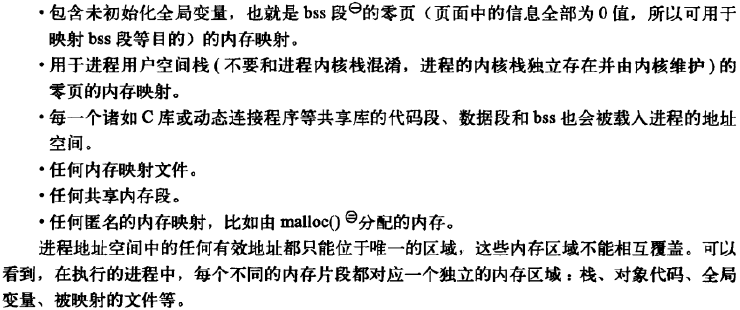 • 包含未初始化全局变量，也就是 bss 段㊀的零页（页面中的信息全部为 0 值，所以可用于
映射 bss 段等目的）的内存映射。
• 用于进程用户空间栈 ( 不要和进程内核栈混淆，进程的内核栈独立存在并由内核维护 ) 的
零页的内存映射。
• 每一个诸如 C 库或动态连接程序等共享库的代码段、数据段和 bss 也会被载入进程的地址
空间。
• 任何内存映射文件。
• 任何共享内存段。
• 任何匿名的内存映射，比如由 malloc() ㊁分配的内存。
进程地址空间中的任何有效地址都只能位于唯一的区域，这些内存区域不能相互覆盖。可以
看到，在执行的进程中，每个不同的内存片段都对应一个独立的内存区域：栈、对象代码、全局
变量、被映射的文件等。